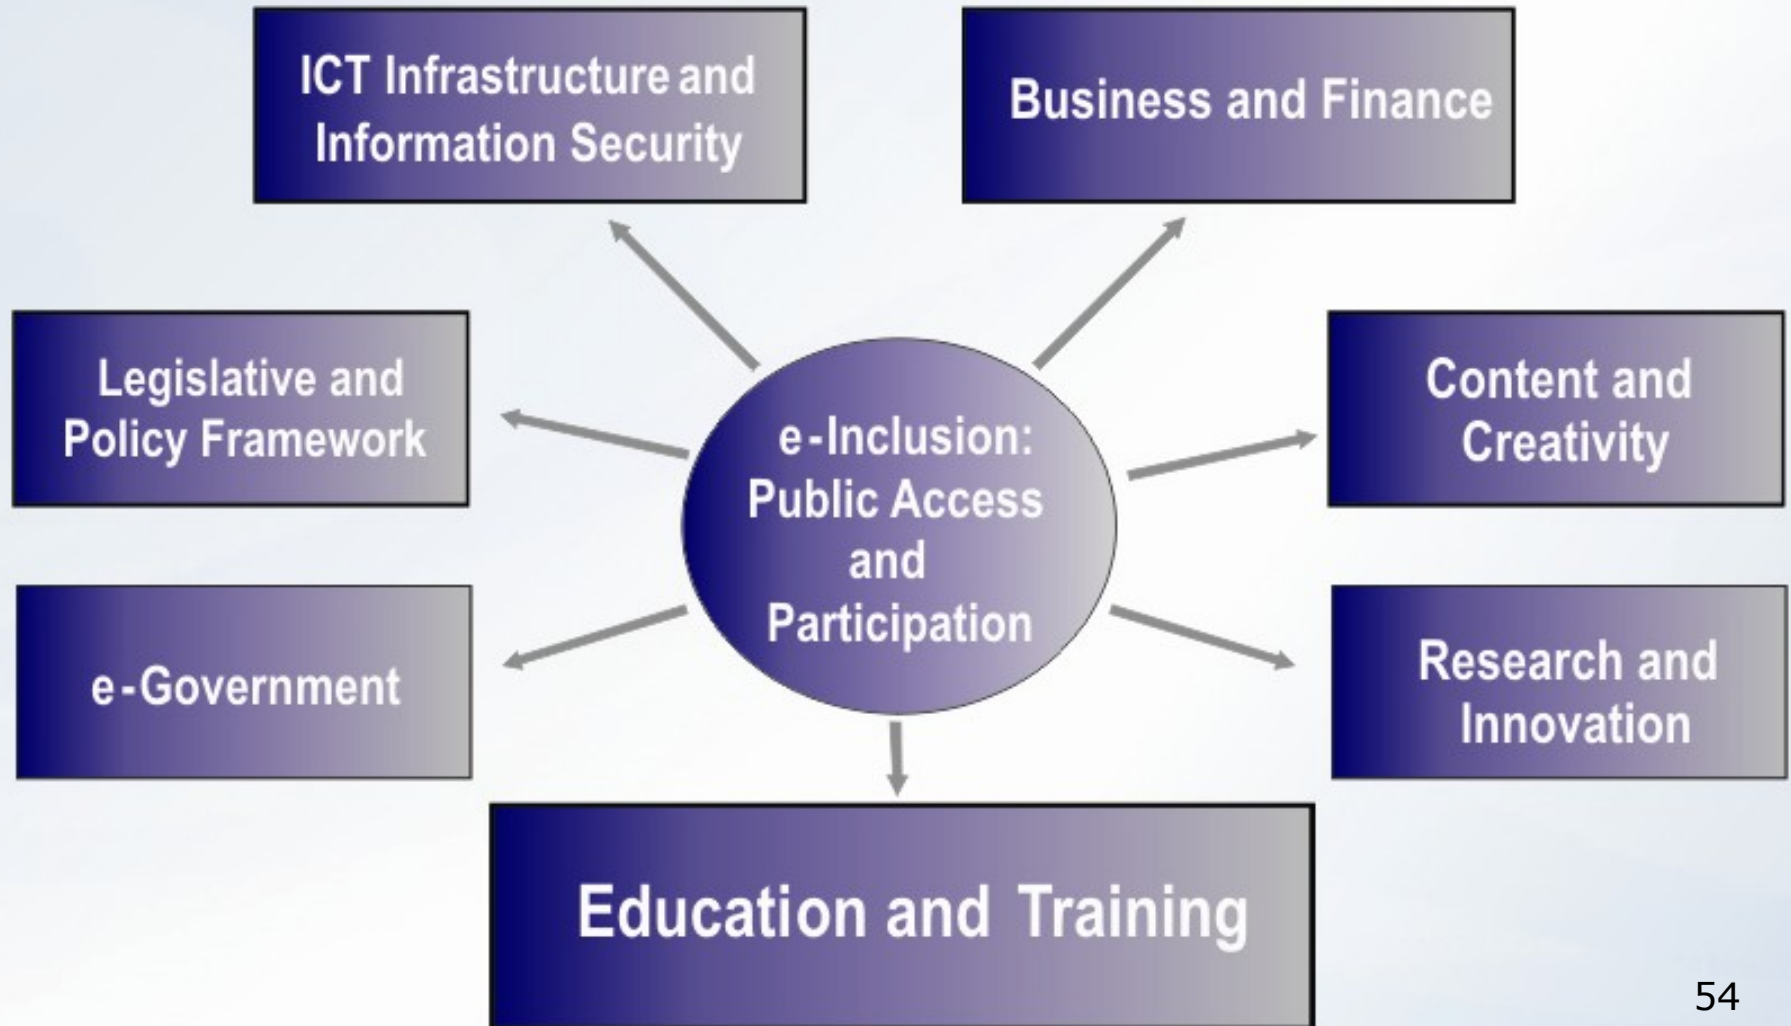 ICT Infrastructure and
Information Security
Business and Finance
Legislative and
Policy Framework
e-Inclusion:
Public Access
and
Participation
Content and
Creativity
e-Government
Research and
Innovation
Education and Training
54